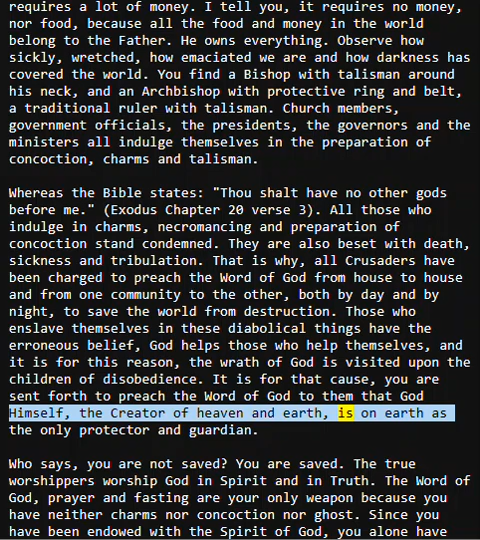 requires a lot of money. I tell you, it requires no money,
nor food, because all the food and money in the world
belong to the Father. He owns everything. Observe how
sickly, wretched, how emaciated we are and how darkness has
covered the world. You find a Bishop with talisman around
his neck, and an Archbishop with protective ring and belt,
a traditional ruler with talisman. Church members,
government officials, the presidents, the governors and the
ministers all indulge themselves in the preparation of
concoction, charms and talisman.
Whereas the Bible states: "Thou shalt have no other gods
before me." (Exodus Chapter 20 verse 3). All those who
indulge in charms, necromancing and preparation of
concoction stand condemned. They are also beset with death,
sickness and tribulation. That is why, all Crusaders have
been charged to preach the Word of God from house to house
and from one community to the other, both by day and by
night, to save the world from destruction. Those who
enslave themselves in these diabolical things have the
erroneous belief, God helps those who help themselves, and
it is for this reason, the wrath of God is visited upon the
children of disobedience. It is for that cause, you are
sent forth to preach the Word of God to them that God
Himself, the Creator of heaven and earth, is on earth as
the only protector and guardian.
Who says, you are not saved? You are saved. The true
worshippers worship God in Spirit and in Truth. The Word of
God, prayer and fasting are your only weapon because you
have neither charms nor concoction nor ghost. Since you
have been endowed with the Spirit of God, you alone have